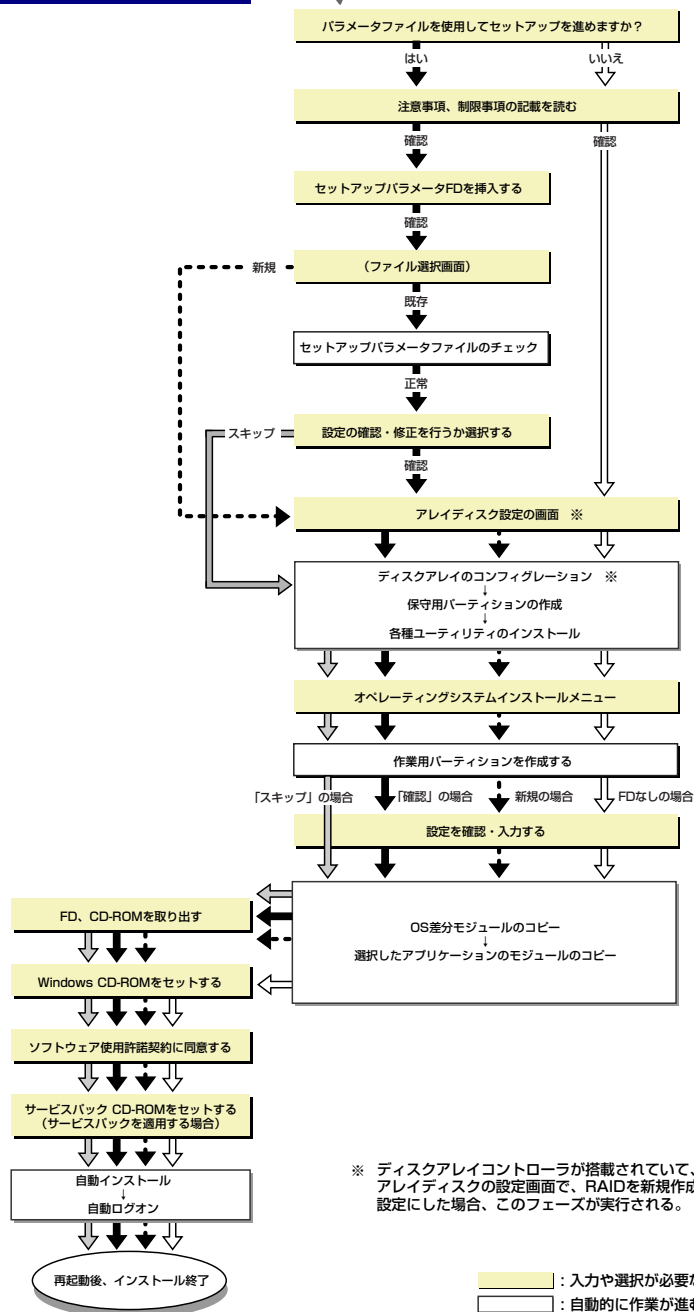 パラメータファイルを使用してセットアップを進めますか？
はい
いいえ
注意事項、制限事項の記載を読む
確認
確認
セットアップパラメータFDを挿入する
確認
新規
（ファイル選択画面）
既存
セットアップパラメータファイルのチェック
正常
スキップ
設定の確認・修正を行うか選択する
確認
アレイディスク設定の画面　※
ディスクアレイのコンフィグレーション　※
↓
保守用パーティションの作成
↓
各種ユーティリティのインストール
オペレーティングシステムインストールメニュー
作業用パーティションを作成する
「スキップ」の場合
「確認」の場合
新規の場合
FDなしの場合
設定を確認・入力する
OS差分モジュールのコピー
↓
選択したアプリケーションのモジュールのコピー
FD、CD-ROMを取り出す
Windows CD-ROMをセットする
ソフトウェア使用許諾契約に同意する
サービスパック CD-ROMをセットする
（サービスパックを適用する場合）
自動インストール
↓
自動ログオン
再起動後、インストール終了
※ ディスクアレイコントローラが搭載されていて、
アレイディスクの設定画面で、RAIDを新規作成
設定にした場合、このフェーズが実行される。
：入力や選択が必要な
：自動的に作業が進む